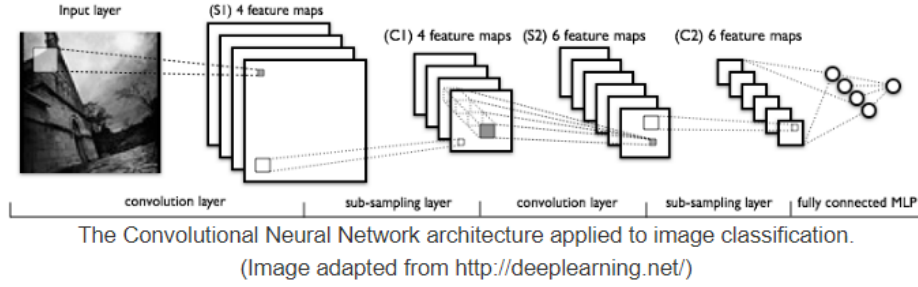 Input layer
(S1) 4 feature maps
(C1) 4 feature maps
(S2) 6 feature maps
(C2) 6 feature maps
convolution layer
sub-sampling layer
convolution layer
sub-sampling layer
fully connected MLP
The Convolutional Neural Network architecture applied to image classification.
(Image adapted from http://deeplearning.net/)